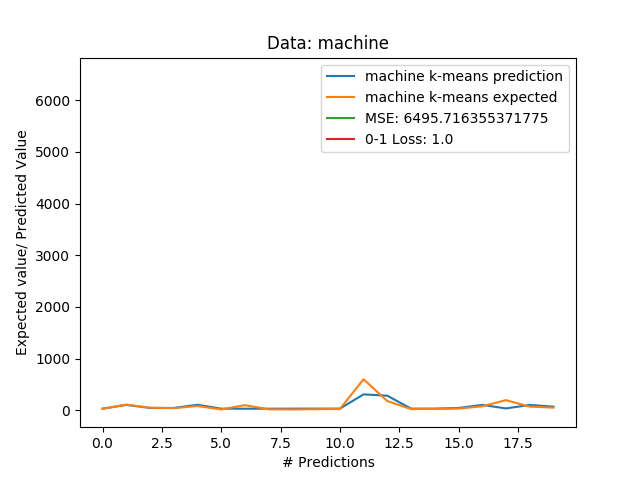 Data: machine
machine k-means prediction
machine k-means expected
MSE: 6495.716355371775
0-1 Loss: 1.0
Expected value/ Predicted Value
6000
5000
4000
3000
2000
1000
0
0.0 2.5 5.0 7.5 10.0 12.5 15.0 17.5
# Predictions